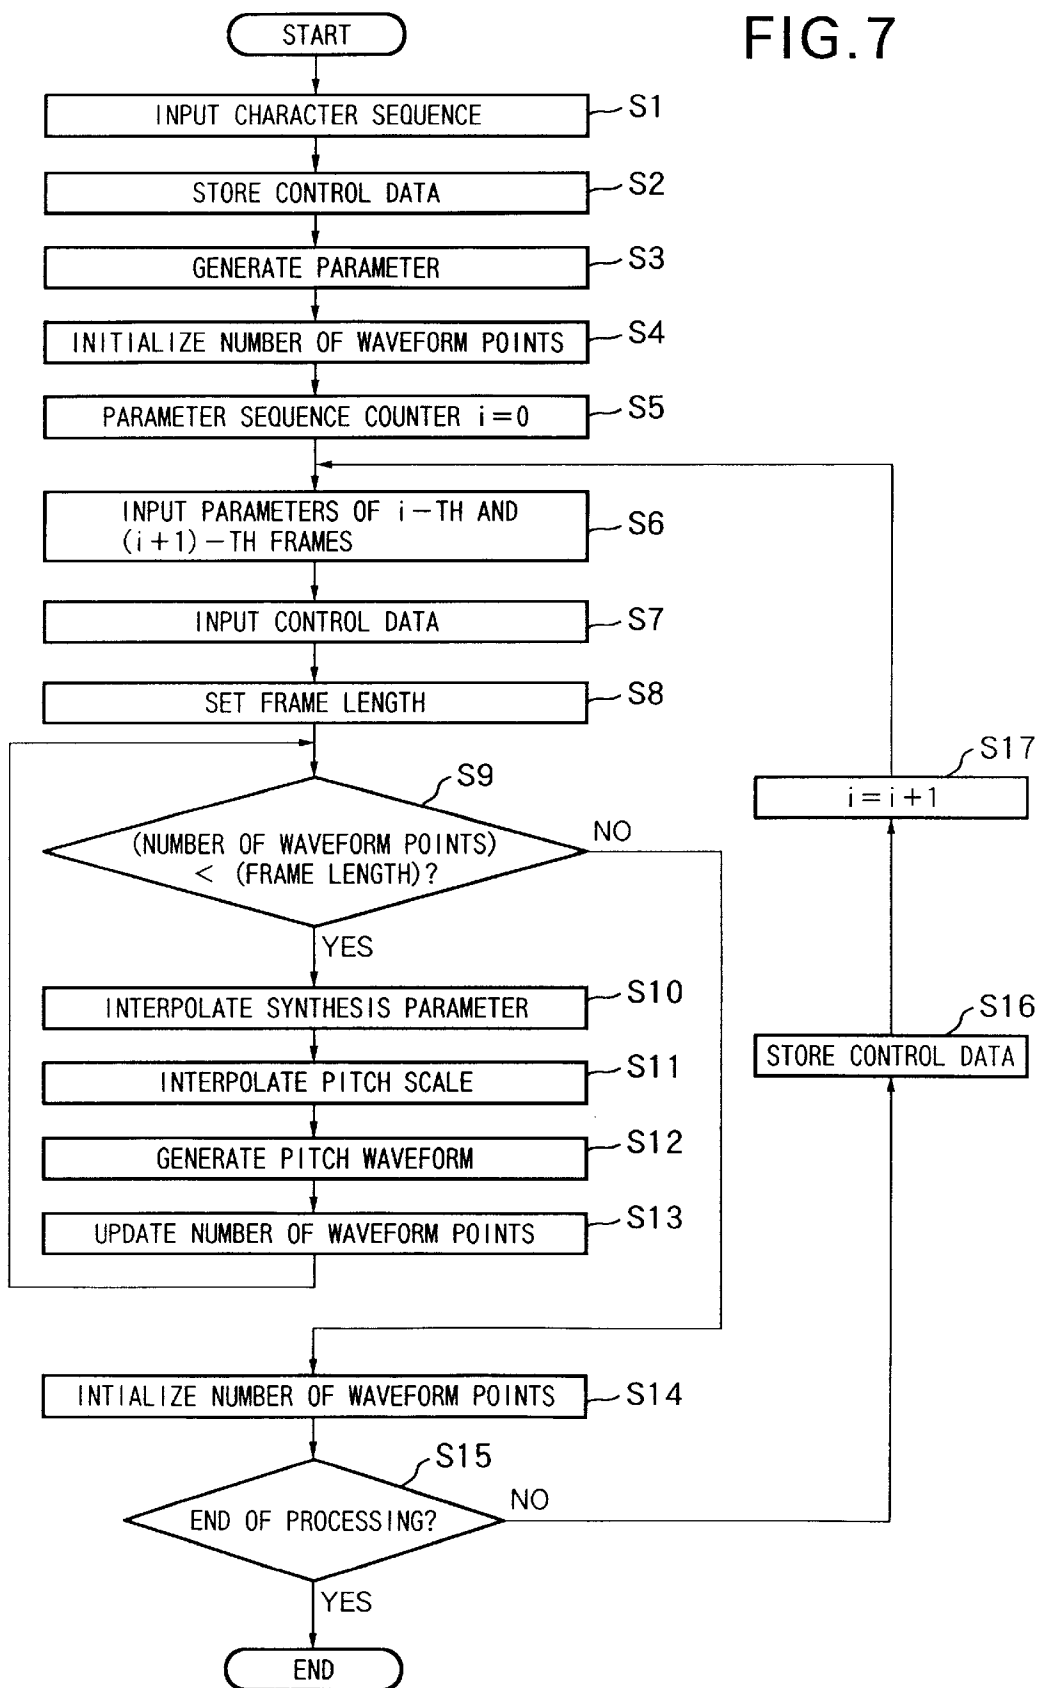 FIG.7
START
INPUT CHARACTER SEQUENCE
S1
STORE CONTROL DATA
S2
GENERATE PARAMETER
S3
INITIALIZE NUMBER OF WAVEFORM POINTS
S4
PARAMETER SEQUENCE COUNTER i=0
S5
INPUT PARAMETERS OF i-TH AND
(i+1)-TH FRAMES
S6
INPUT CONTROL DATA
S7
SET FRAME LENGTH
S8
S9
(NUMBER OF WAVEFORM POINTS)
< (FRAME LENGTH)?
NO
YES
INTERPOLATE SYNTHESIS PARAMETER
S10
INTERPOLATE PITCH SCALE
S11
GENERATE PITCH WAVEFORM
S12
UPDATE NUMBER OF WAVEFORM POINTS
S13
INTIALIZE NUMBER OF WAVEFORM POINTS
S14
S15
END OF PROCESSING?
NO
YES
END
S16
STORE CONTROL DATA
S17
i=i+1